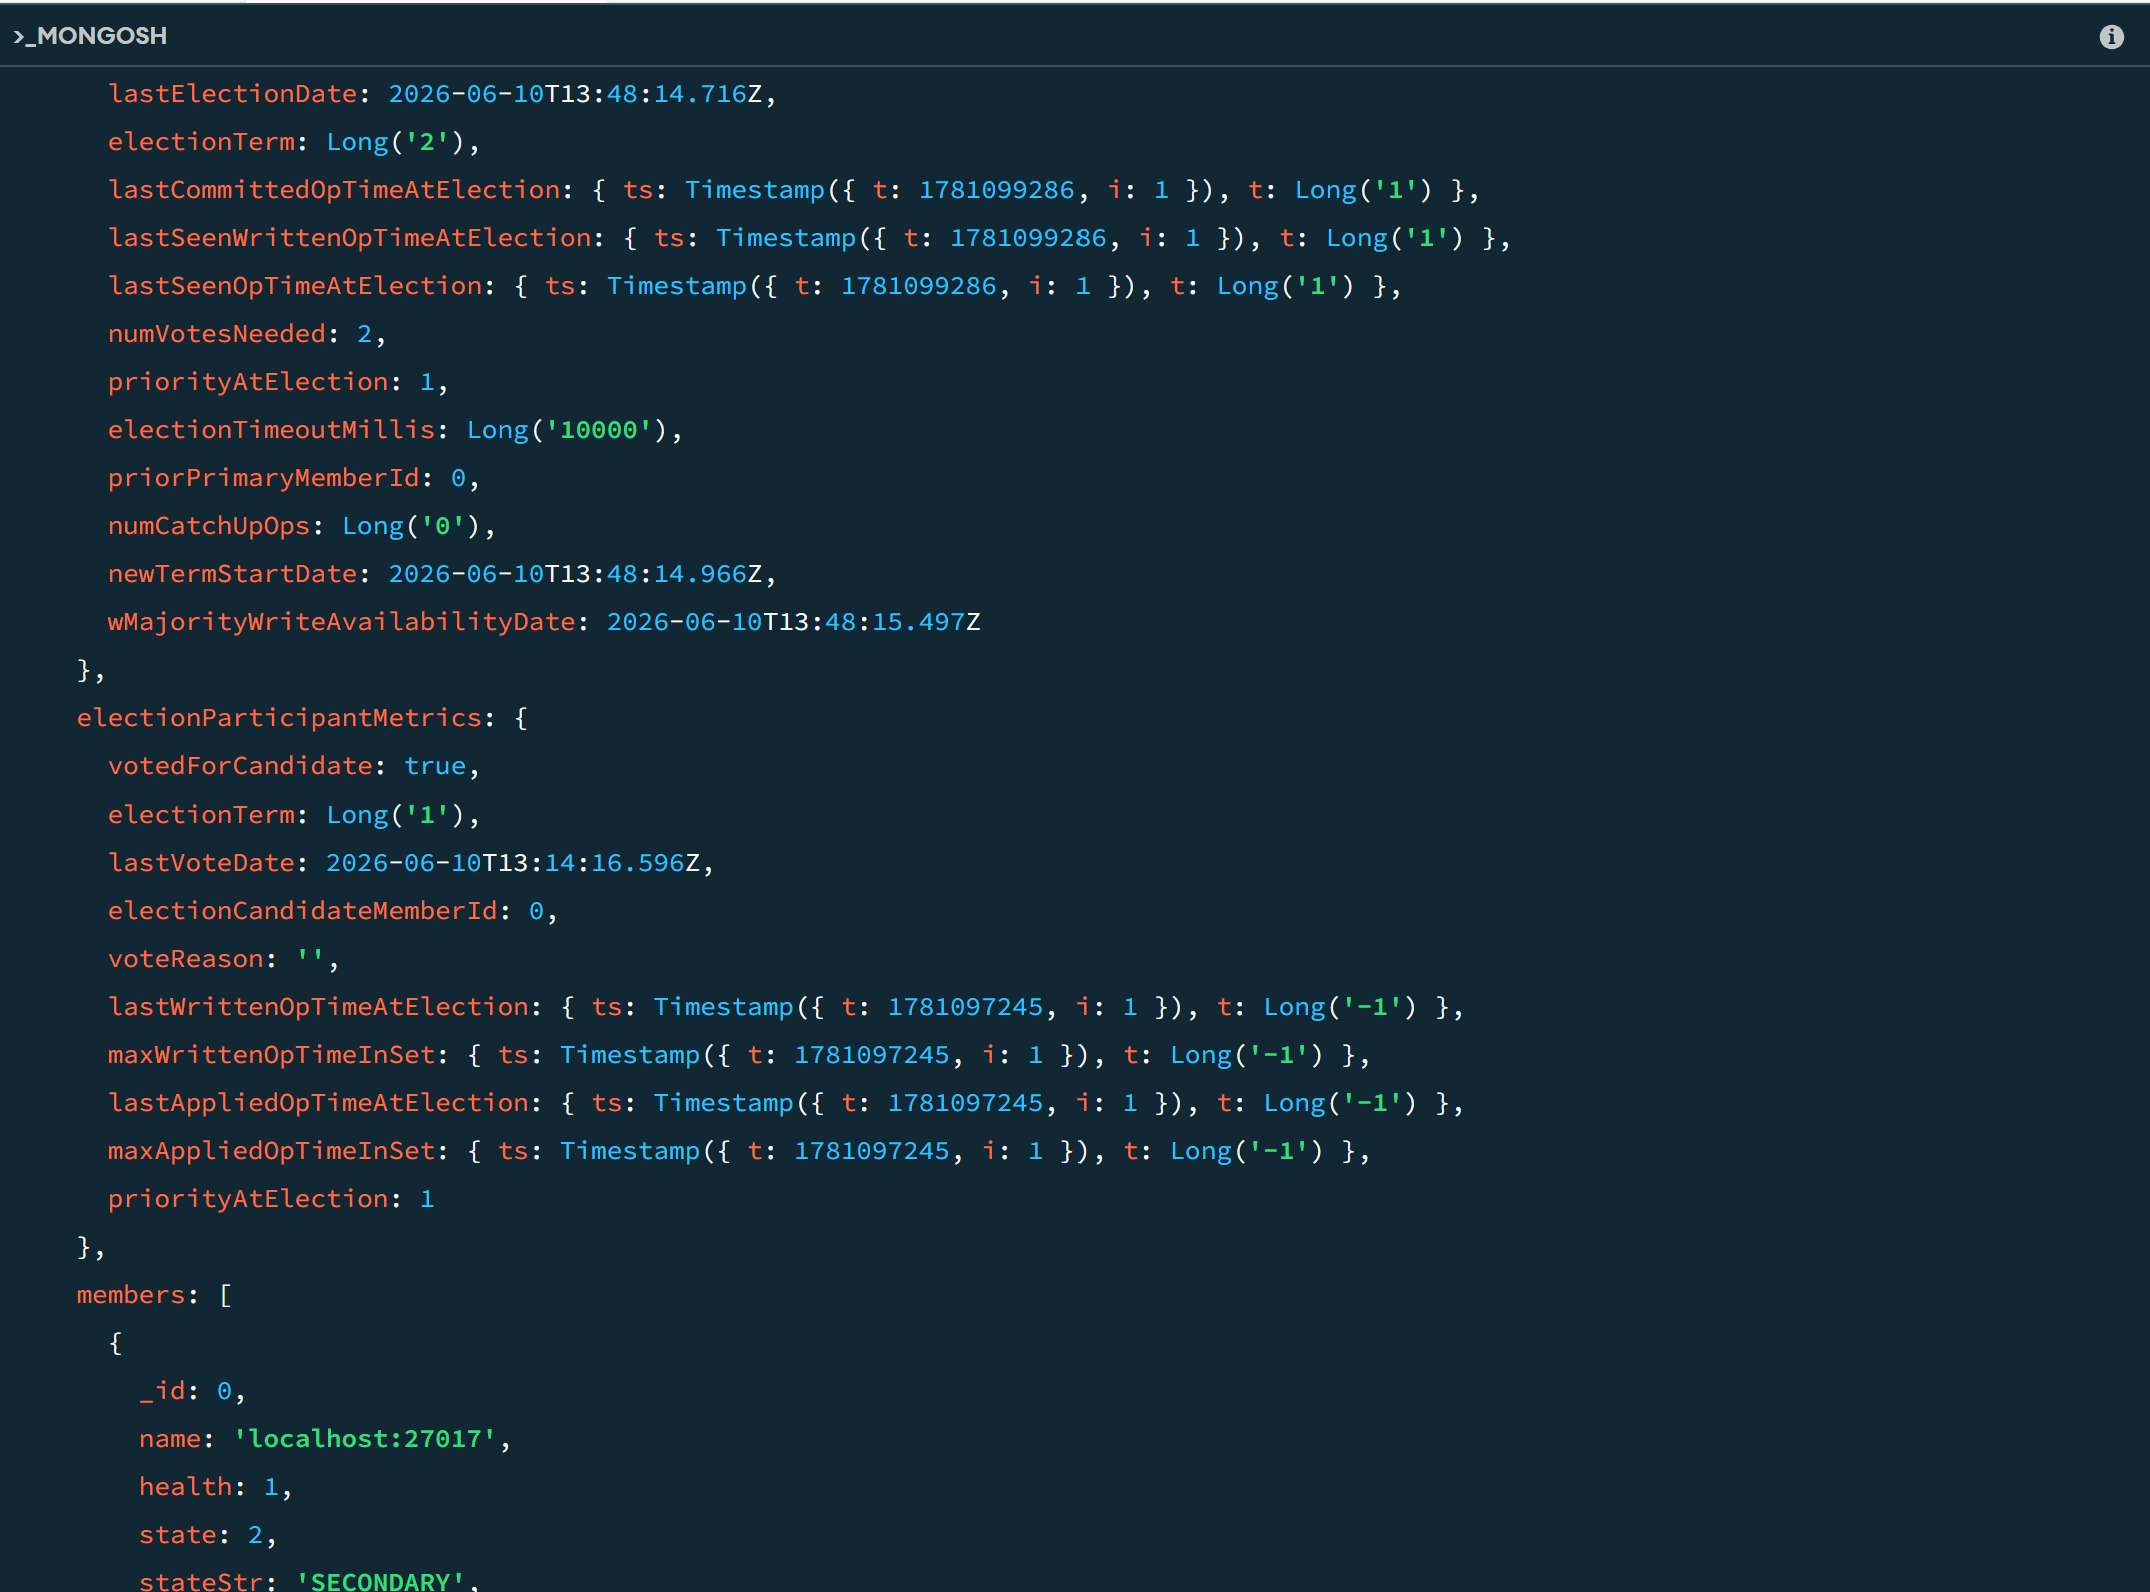 >_MONGOSH
lastElectionDate: 2026-06-10T13:48:14.716Z,
electionTerm: Long('2'),
lastCommittedOpTimeAtElection: { ts: Timestamp({ t: 1781099286, i: 1 }), t: Long('1') },
lastSeenWrittenOpTimeAtElection: { ts: Timestamp({ t: 1781099286, i: 1 }), t: Long('1') },
lastSeenOpTimeAtElection: { ts: Timestamp({ t: 1781099286, i: 1 }), t: Long('1') },
numVotesNeeded: 2,
priorityAtElection: 1,
electionTimeoutMillis: Long('10000'),
priorPrimaryMemberId: 0,
numCatchUpOps: Long('0'),
newTermStartDate: 2026-06-10T13:48:14.966Z,
wMajorityWriteAvailabilityDate: 2026-06-10T13:48:15.497Z
},
electionParticipantMetrics: {
votedForCandidate: true,
electionTerm: Long('1'),
lastVoteDate: 2026-06-10T13:14:16.596Z,
electionCandidateMemberId: 0,
voteReason: '',
lastWrittenOpTimeAtElection: { ts: Timestamp({ t: 1781097245, i: 1 }), t: Long('-1') },
maxWrittenOpTimeInSet: { ts: Timestamp({ t: 1781097245, i: 1 }), t: Long('-1') },
lastAppliedOpTimeAtElection: { ts: Timestamp({ t: 1781097245, i: 1 }), t: Long('-1') },
maxAppliedOpTimeInSet: { ts: Timestamp({ t: 1781097245, i: 1 }), t: Long('-1') },
priorityAtElection: 1
},
members: [
{
_id: 0,
name: 'localhost:27017',
health: 1,
state: 2,
stateStr: 'SECONDARY',